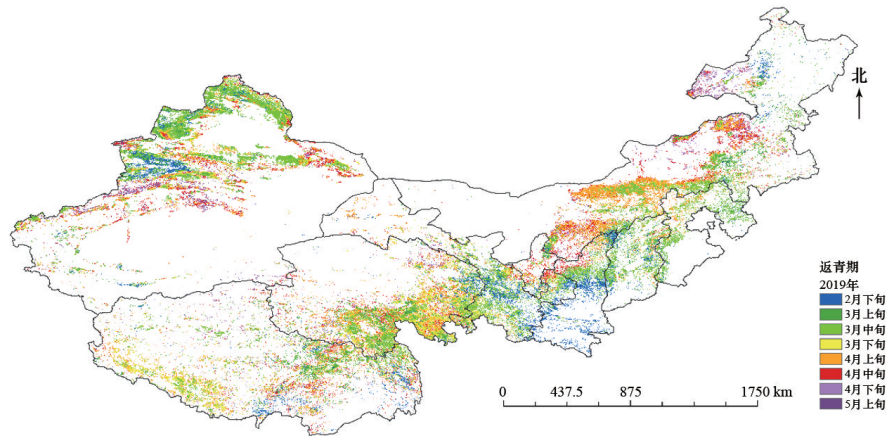 北
返青期
2019年
2月下旬
3月上旬
3月中旬
3月下旬
4月上旬
4月中旬
4月下旬
5月上旬
0 437.5 875 1750 km